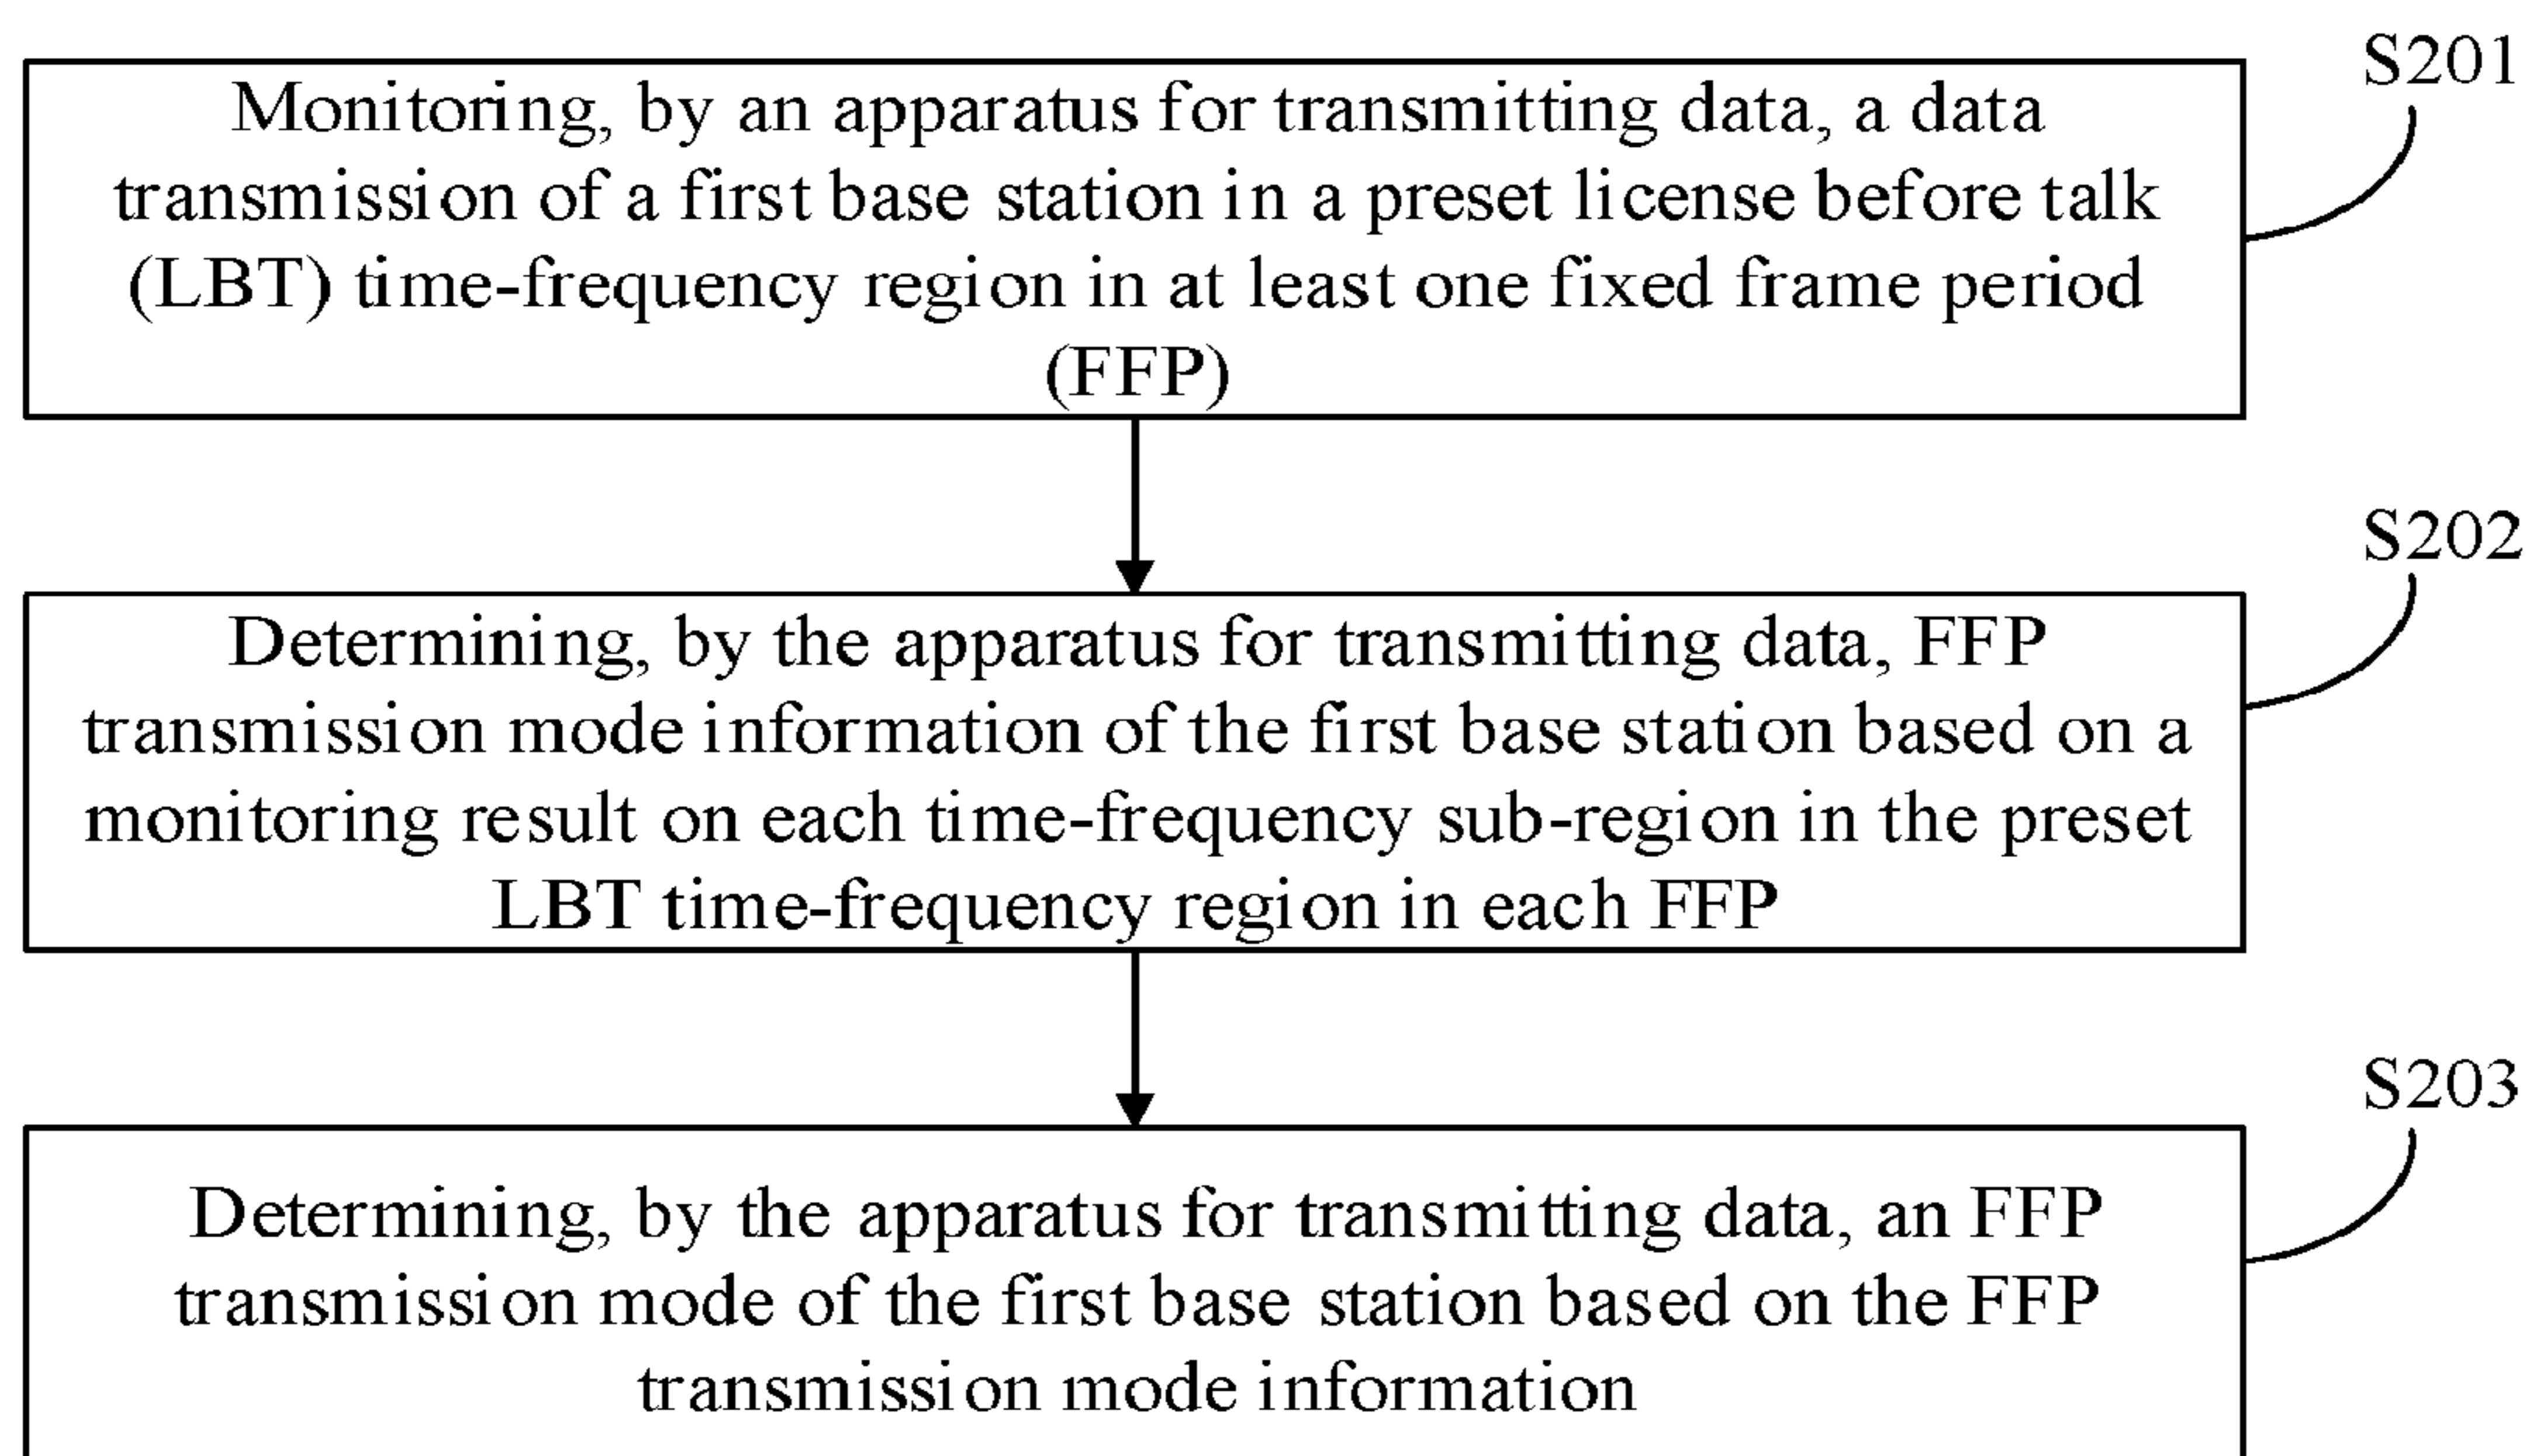 S201
Monitoring, by an apparatus for transmitting data, a data
transmission of a first base station in a preset license before talk
(LBT) time-frequency region in at least one fixed frame period
(FFP)
S202
Determining, by the apparatus for transmitting data, FFP
transmission mode information of the first base station based on a
monitoring result on each time-frequency sub-region in the preset
LBT time-frequency region in each FFP
S203
Determining, by the apparatus for transmitting data, an FFP
transmission mode of the first base station based on the FFP
transmission mode information